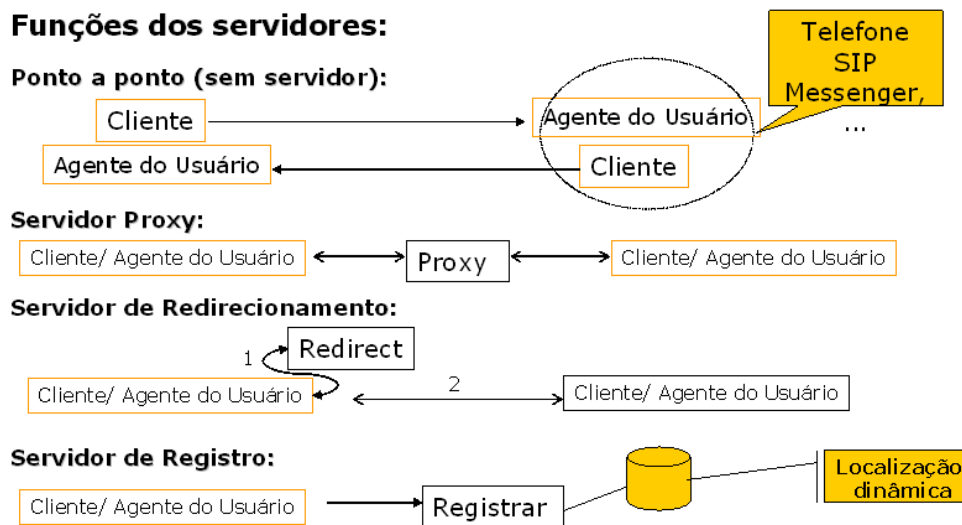 Funções dos servidores:
Telefone
SIP
Messenger,
...
Ponto a ponto (sem servidor):
Cliente
Agente do Usuário
Agente do Usuário
Cliente
Servidor Proxy:
Cliente/ Agente do Usuário
Proxy
Cliente/ Agente do Usuário
Servidor de Redirecionamento:
1
Redirect
Cliente/ Agente do Usuário
2
Cliente/ Agente do Usuário
Servidor de Registro:
Cliente/ Agente do Usuário
Registrar
Localização
dinâmica